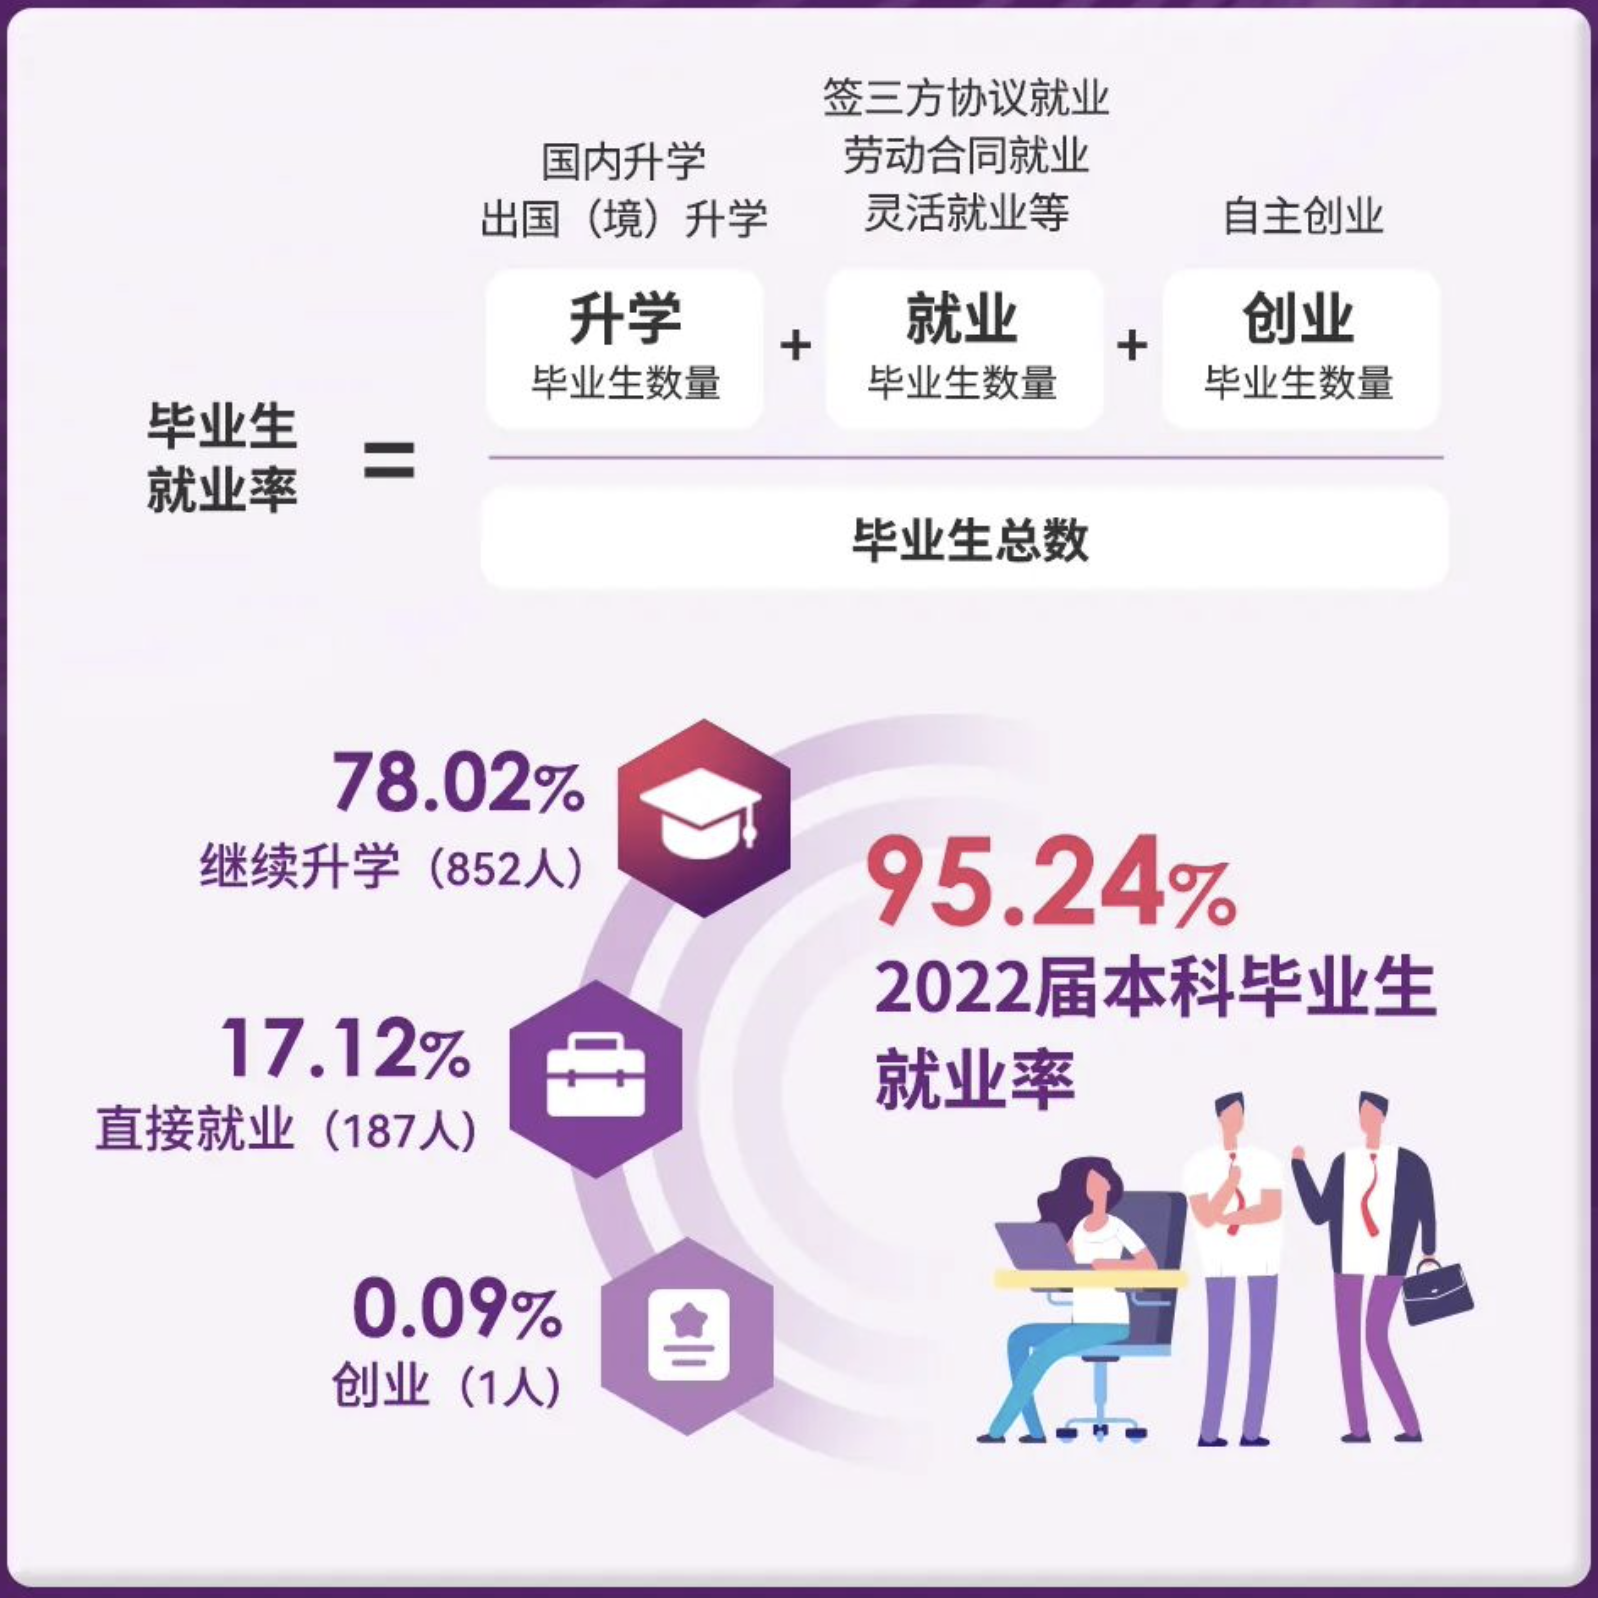 签三方协议就业
国内升学
劳动合同就业
出国（境）升学
灵活就业等
自主创业
升学
毕业生数量
+
就业
毕业生数量
+
创业
毕业生数量
毕业生
就业率
=
毕业生总数
78.02%
继续升学（852人）
95.24%
2022届本科毕业生
就业率
17.12%
直接就业（187人）
0.09%
创业（1人）